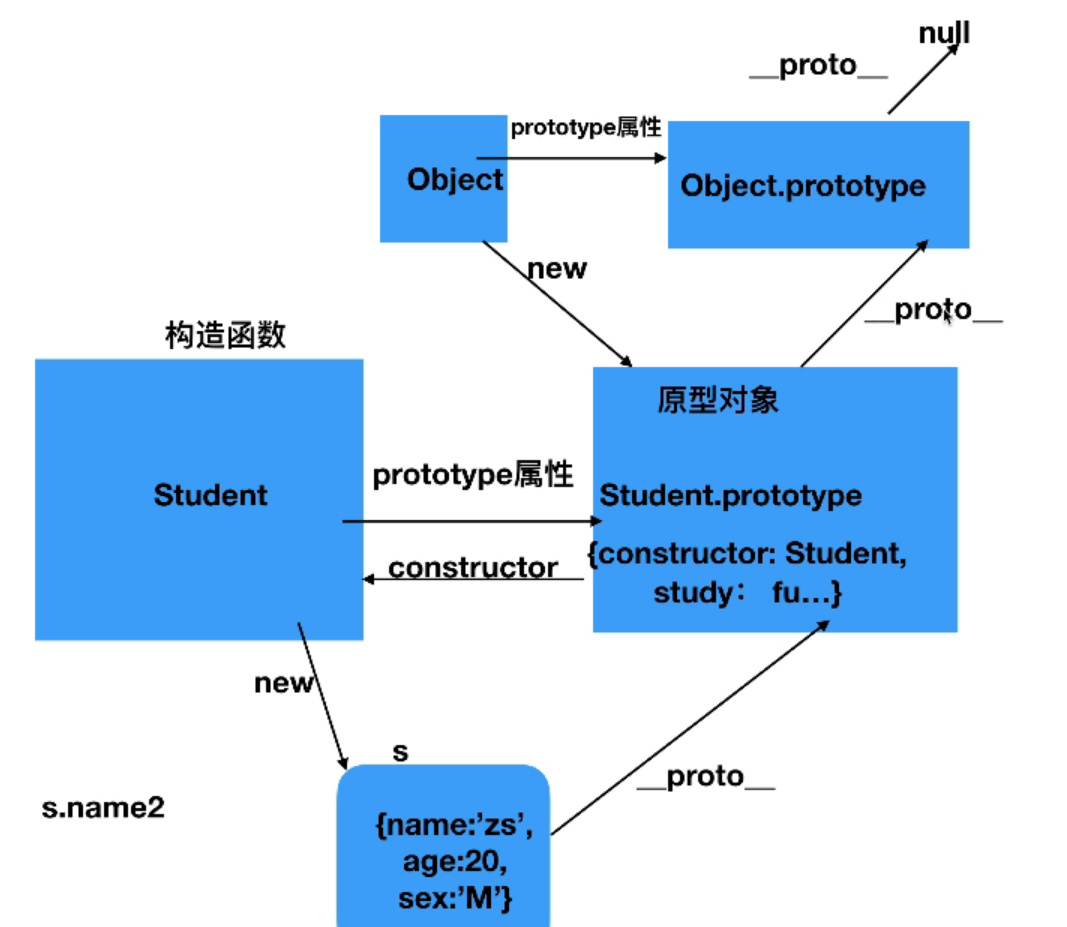 null
__proto__
prototype属性
Object
Object.prototype
new
__proto__
构造函数
原型对象
prototype属性
Student
Student.prototype
constructor
{constructor: Student,
study： fu...}
new
s
__proto__
s.name2
{name:’zs’,
age:20,
sex:’M’}